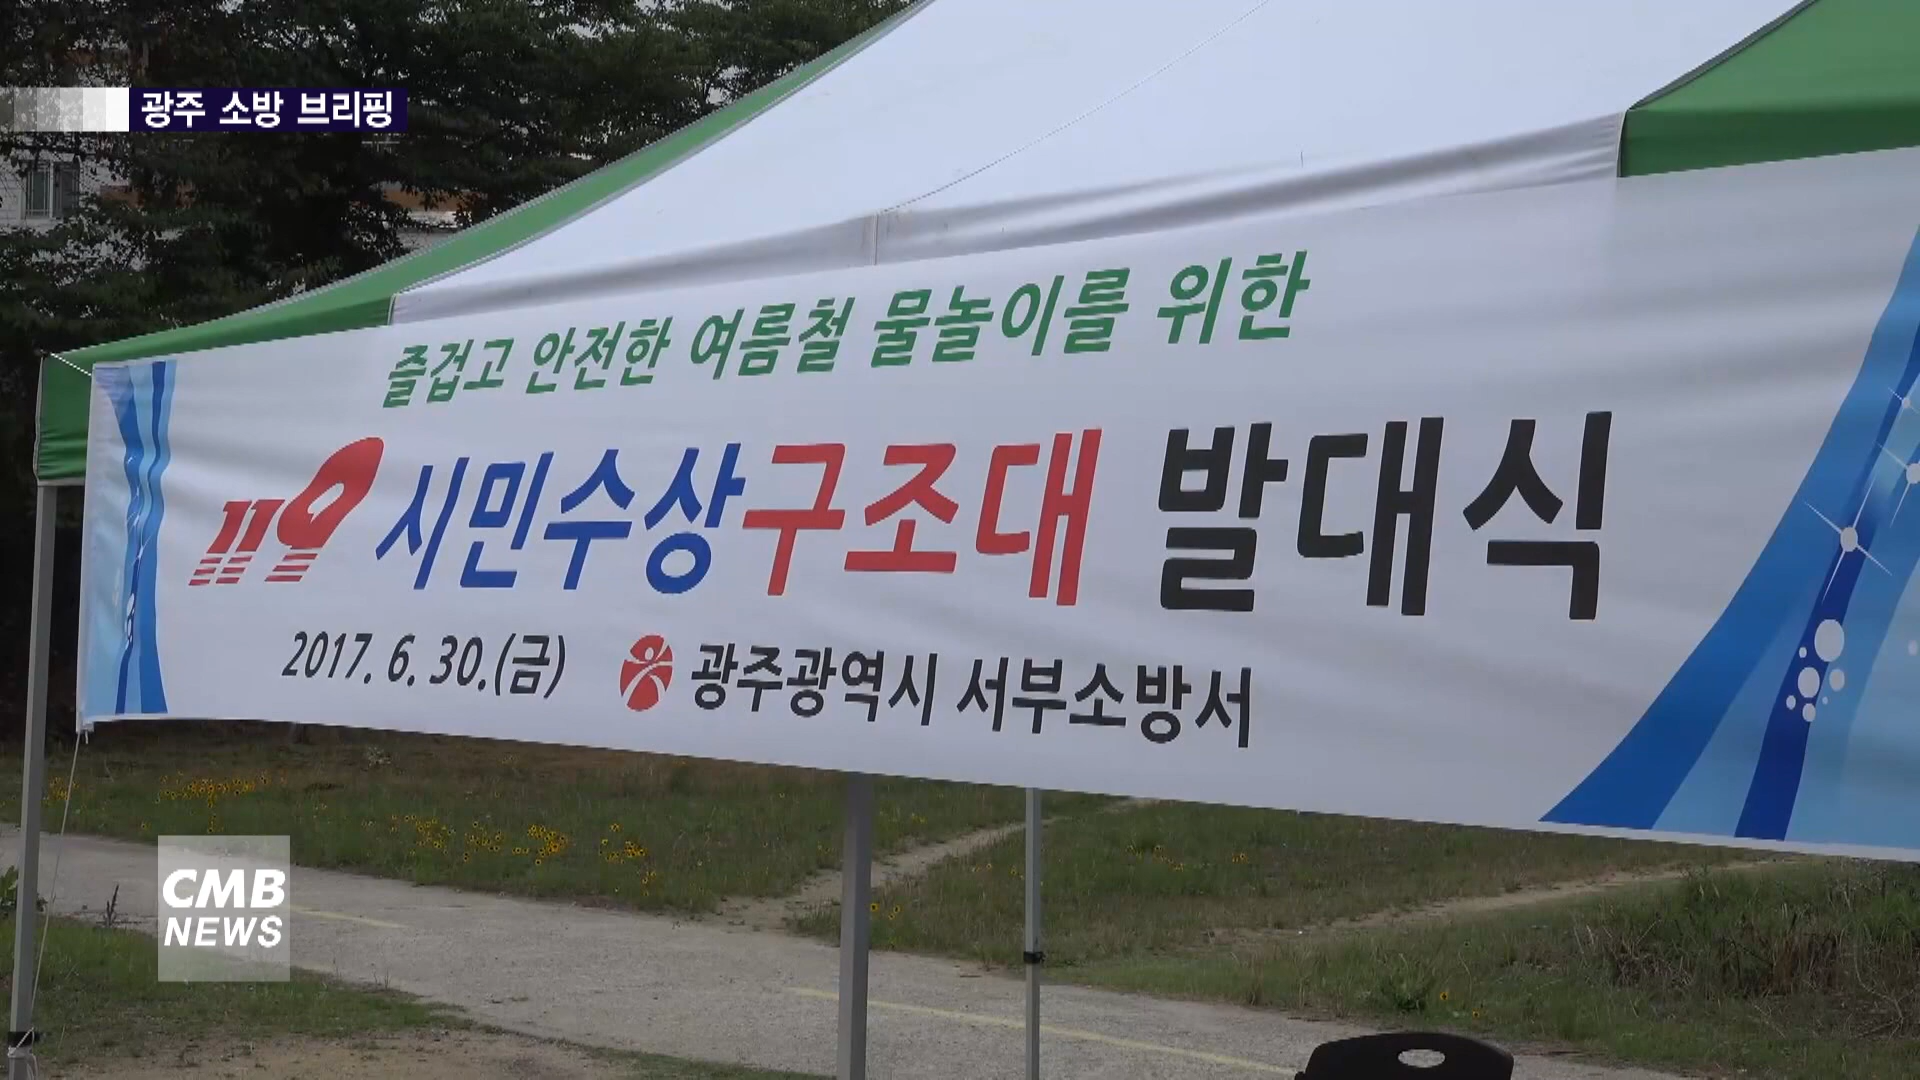 광주 소방 브리핑
즐겁고 안전한 여름철 물놀이를 위한
119 시민수상구조대 발대식
2017. 6. 30.(금) 광주광역시 서부소방서
CMB
NEWS